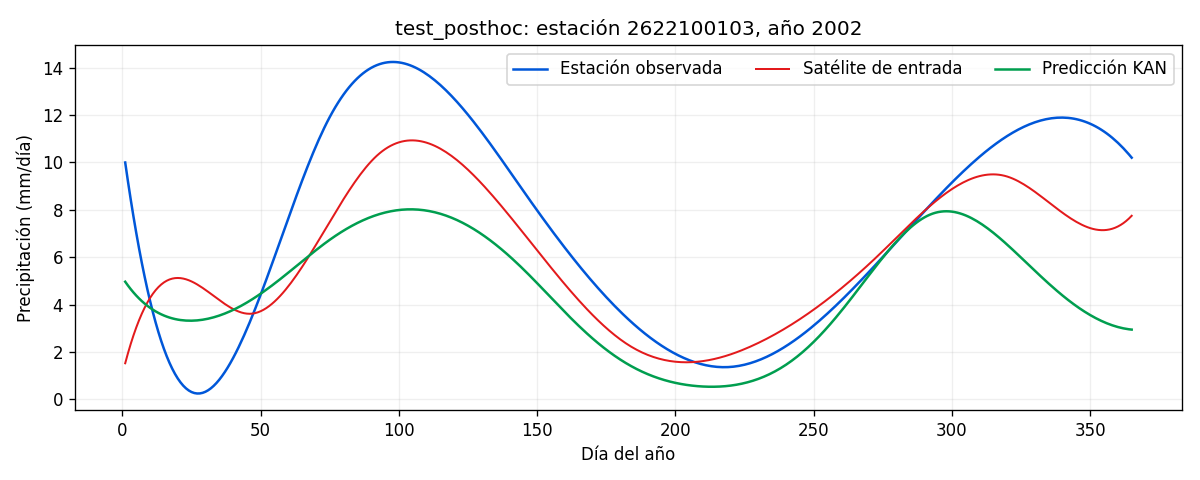 test_posthoc: estación 2622100103, año 2002
Estación observada
Satélite de entrada
Predicción KAN
Precipitación (mm/día)
14
12
10
8
6
4
2
0
0 50 100 150 200 250 300 350
Día del año